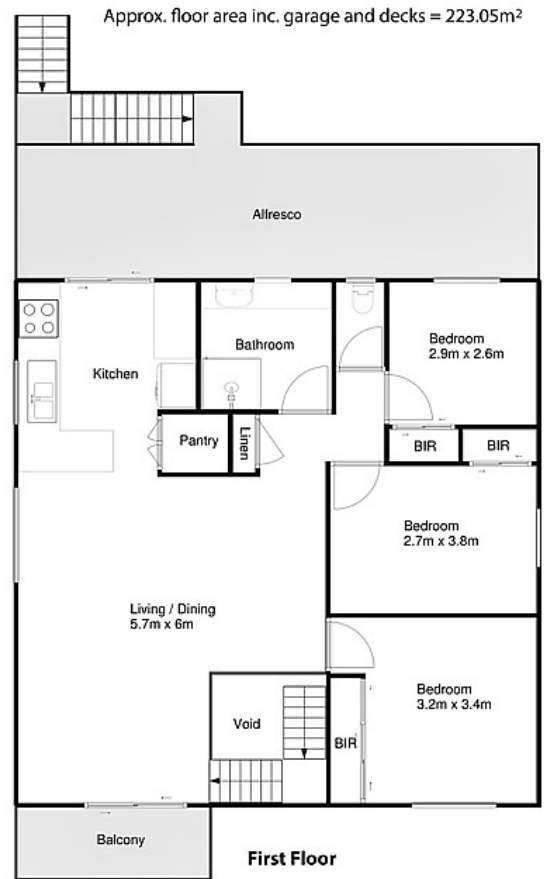 Approx. floor area inc. garage and decks = 223.05m²
Alfresco
Kitchen
Bathroom
Bedroom
2.9m x 2.6m
Pantry
Linen
BIR
BIR
Bedroom
2.7m x 3.8m
Living / Dining
5.7m x 6m
Bedroom
3.2m x 3.4m
Void
BIR
Balcony
First Floor